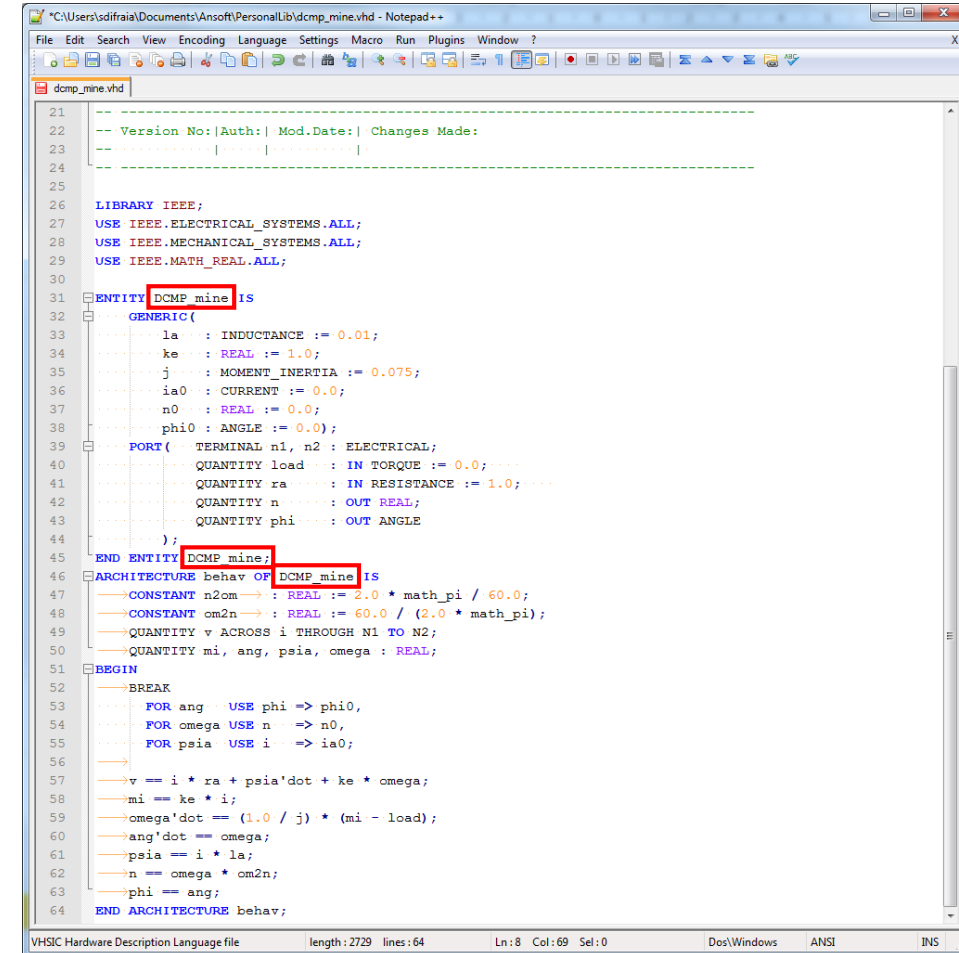 *C:\Users\sdifraia\Documents\Ansoft\PersonalLib\dcmp_mine.vhd - Notepad++
File Edit Search View Encoding Language Settings Macro Run Plugins Window ? X
dcmp_mine.vhd
21 -- ----------------------------------------------------------------------
22 -- Version No:|Auth:| Mod.Date:| Changes Made:
23 --            |     |          |
24 -- ----------------------------------------------------------------------
25
26 LIBRARY IEEE;
27 USE IEEE.ELECTRICAL_SYSTEMS.ALL;
28 USE IEEE.MECHANICAL_SYSTEMS.ALL;
29 USE IEEE.MATH_REAL.ALL;
30
31 ENTITY DCMP_mine IS
32     GENERIC(
33         la   : INDUCTANCE := 0.01;
34         ke   : REAL := 1.0;
35         j    : MOMENT_INERTIA := 0.075;
36         ia0  : CURRENT := 0.0;
37         n0   : REAL := 0.0;
38         phi0 : ANGLE := 0.0);
39     PORT(   TERMINAL n1, n2 : ELECTRICAL;
40             QUANTITY load   : IN TORQUE := 0.0;
41             QUANTITY ra     : IN RESISTANCE := 1.0;
42             QUANTITY n      : OUT REAL;
43             QUANTITY phi    : OUT ANGLE
44         );
45 END ENTITY DCMP_mine;
46 ARCHITECTURE behav OF DCMP_mine IS
47     CONSTANT n2om : REAL := 2.0 * math_pi / 60.0;
48     CONSTANT om2n : REAL := 60.0 / (2.0 * math_pi);
49     QUANTITY v ACROSS i THROUGH N1 TO N2;
50     QUANTITY mi, ang, psia, omega : REAL;
51 BEGIN
52     BREAK
53       FOR ang   USE phi => phi0,
54       FOR omega USE n   => n0,
55       FOR psia  USE i   => ia0;
56
57     v == i * ra + psia'dot + ke * omega;
58     mi == ke * i;
59     omega'dot == (1.0 / j) * (mi - load);
60     ang'dot == omega;
61     psia == i * la;
62     n == omega * om2n;
63     phi == ang;
64 END ARCHITECTURE behav;
VHSIC Hardware Description Language file length : 2729 lines : 64 Ln : 8 Col : 69 Sel : 0 Dos\Windows ANSI INS